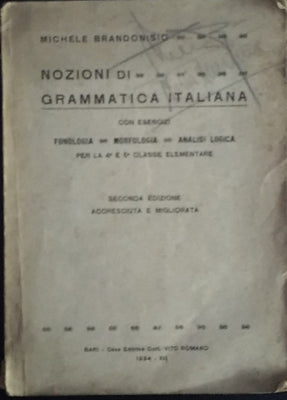 MICHELE BRANDONISIO
NOZIONI DI
GRAMMATICA ITALIANA
CON ESERCIZI
FONOLOGIA — MORFOLOGIA — ANALISI LOGICA
PER LA 4ª E 5ª CLASSE ELEMENTARE
SECONDA EDIZIONE
ACCRESCIUTA E MIGLIORATA
BARI - Casa Editrice Cott. VITO ROMANO
1934 - XII